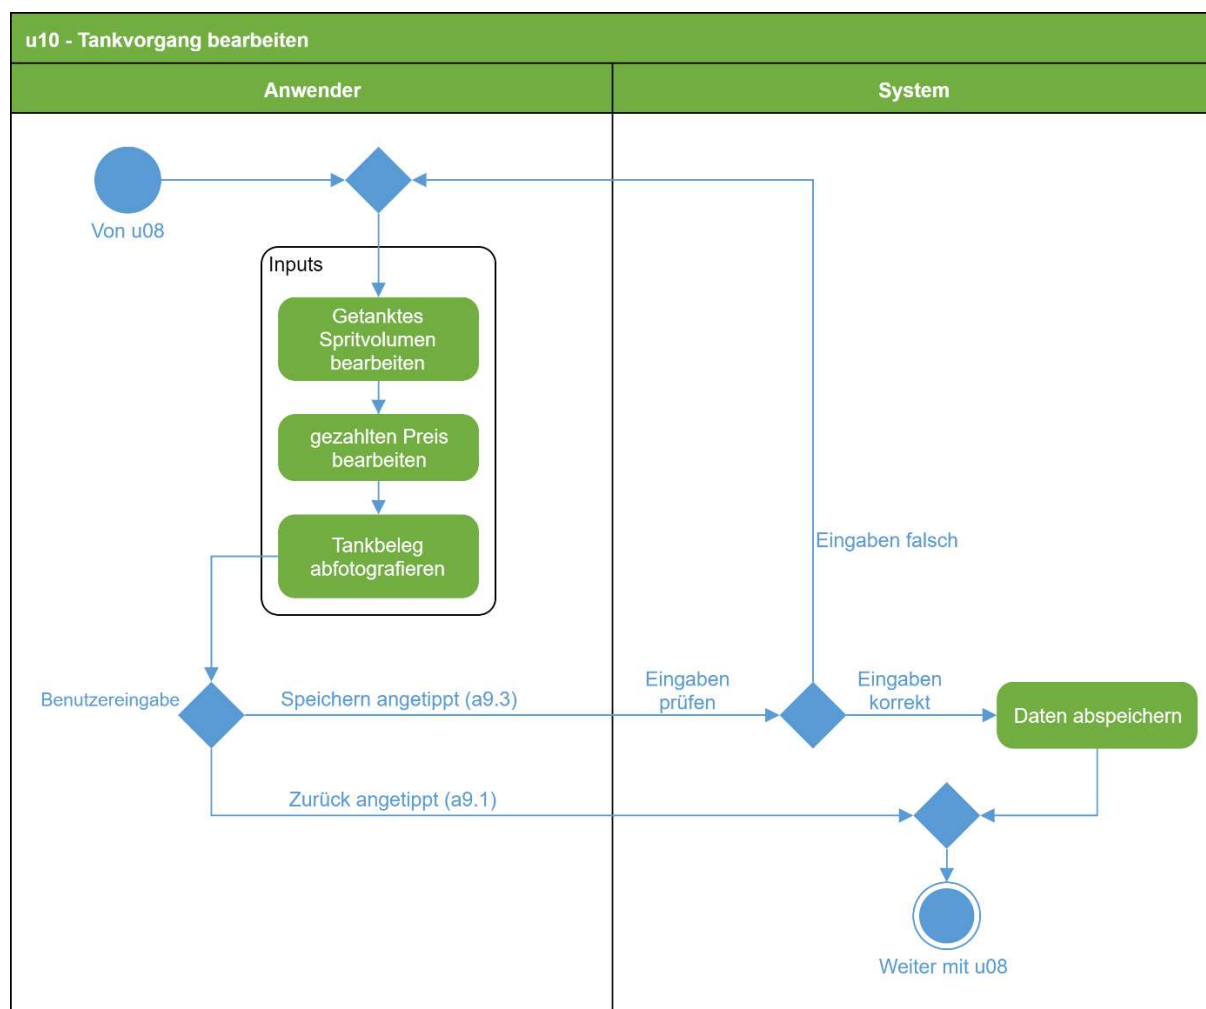 u10 - Tankvorgang bearbeiten
Anwender
System
Von u08
Inputs
Getanktes
Spritvolumen
bearbeiten
gezahlten Preis
bearbeiten
Tankbeleg
abfotografieren
Eingaben falsch
Benutzereingabe
Speichern angetippt (a9.3)
Eingaben
prüfen
Eingaben
korrekt
Daten abspeichern
Zurück angetippt (a9.1)
Weiter mit u08